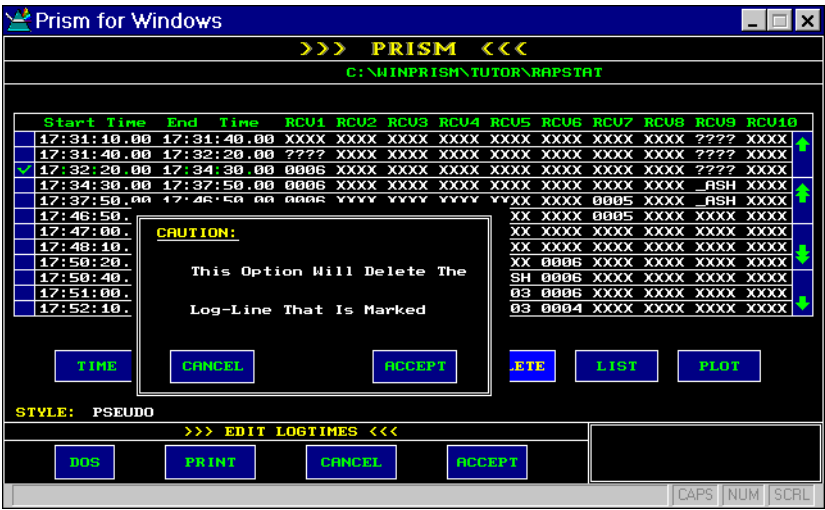 Prism for Windows
>>> PRISM <<<
C:\WINPRISM\TUTOR\RAPSTAT
Start Time End Time RCV1 RCV2 RCV3 RCV4 RCV5 RCV6 RCV7 RCV8 RCV9 RCV10
17:31:10.00 17:31:40.00 XXXX XXXX XXXX XXXX XXXX XXXX XXXX XXXX ???? XXXX
17:31:40.00 17:32:20.00 ???? XXXX XXXX XXXX XXXX XXXX XXXX XXXX ???? XXXX
17:32:20.00 17:34:30.00 0006 XXXX XXXX XXXX XXXX XXXX XXXX XXXX ???? XXXX
17:34:30.00 17:37:50.00 0006 XXXX XXXX XXXX XXXX XXXX XXXX XXXX _ASH XXXX
17:37:50.00 17:46:50.00 0006 XXXX XXXX XXXX XXXX XXXX 0005 XXXX _ASH XXXX
17:46:50. XX XXXX 0005 XXXX XXXX XXXX
17:47:00. XX XXXX XXXX XXXX XXXX XXXX
17:48:10. XX XXXX XXXX XXXX XXXX XXXX
17:50:20. XX 0006 XXXX XXXX XXXX XXXX
17:50:40. SH 0006 XXXX XXXX XXXX XXXX
17:51:00. 03 0006 XXXX XXXX XXXX XXXX
17:52:10. 03 0004 XXXX XXXX XXXX XXXX
CAUTION:
This Option Will Delete The
Log-Line That Is Marked
CANCEL ACCEPT
TIME LETE LIST PLOT
STYLE: PSEUDO
>>> EDIT LOGTIMES <<<
DOS PRINT CANCEL ACCEPT
CAPS NUM SCRL